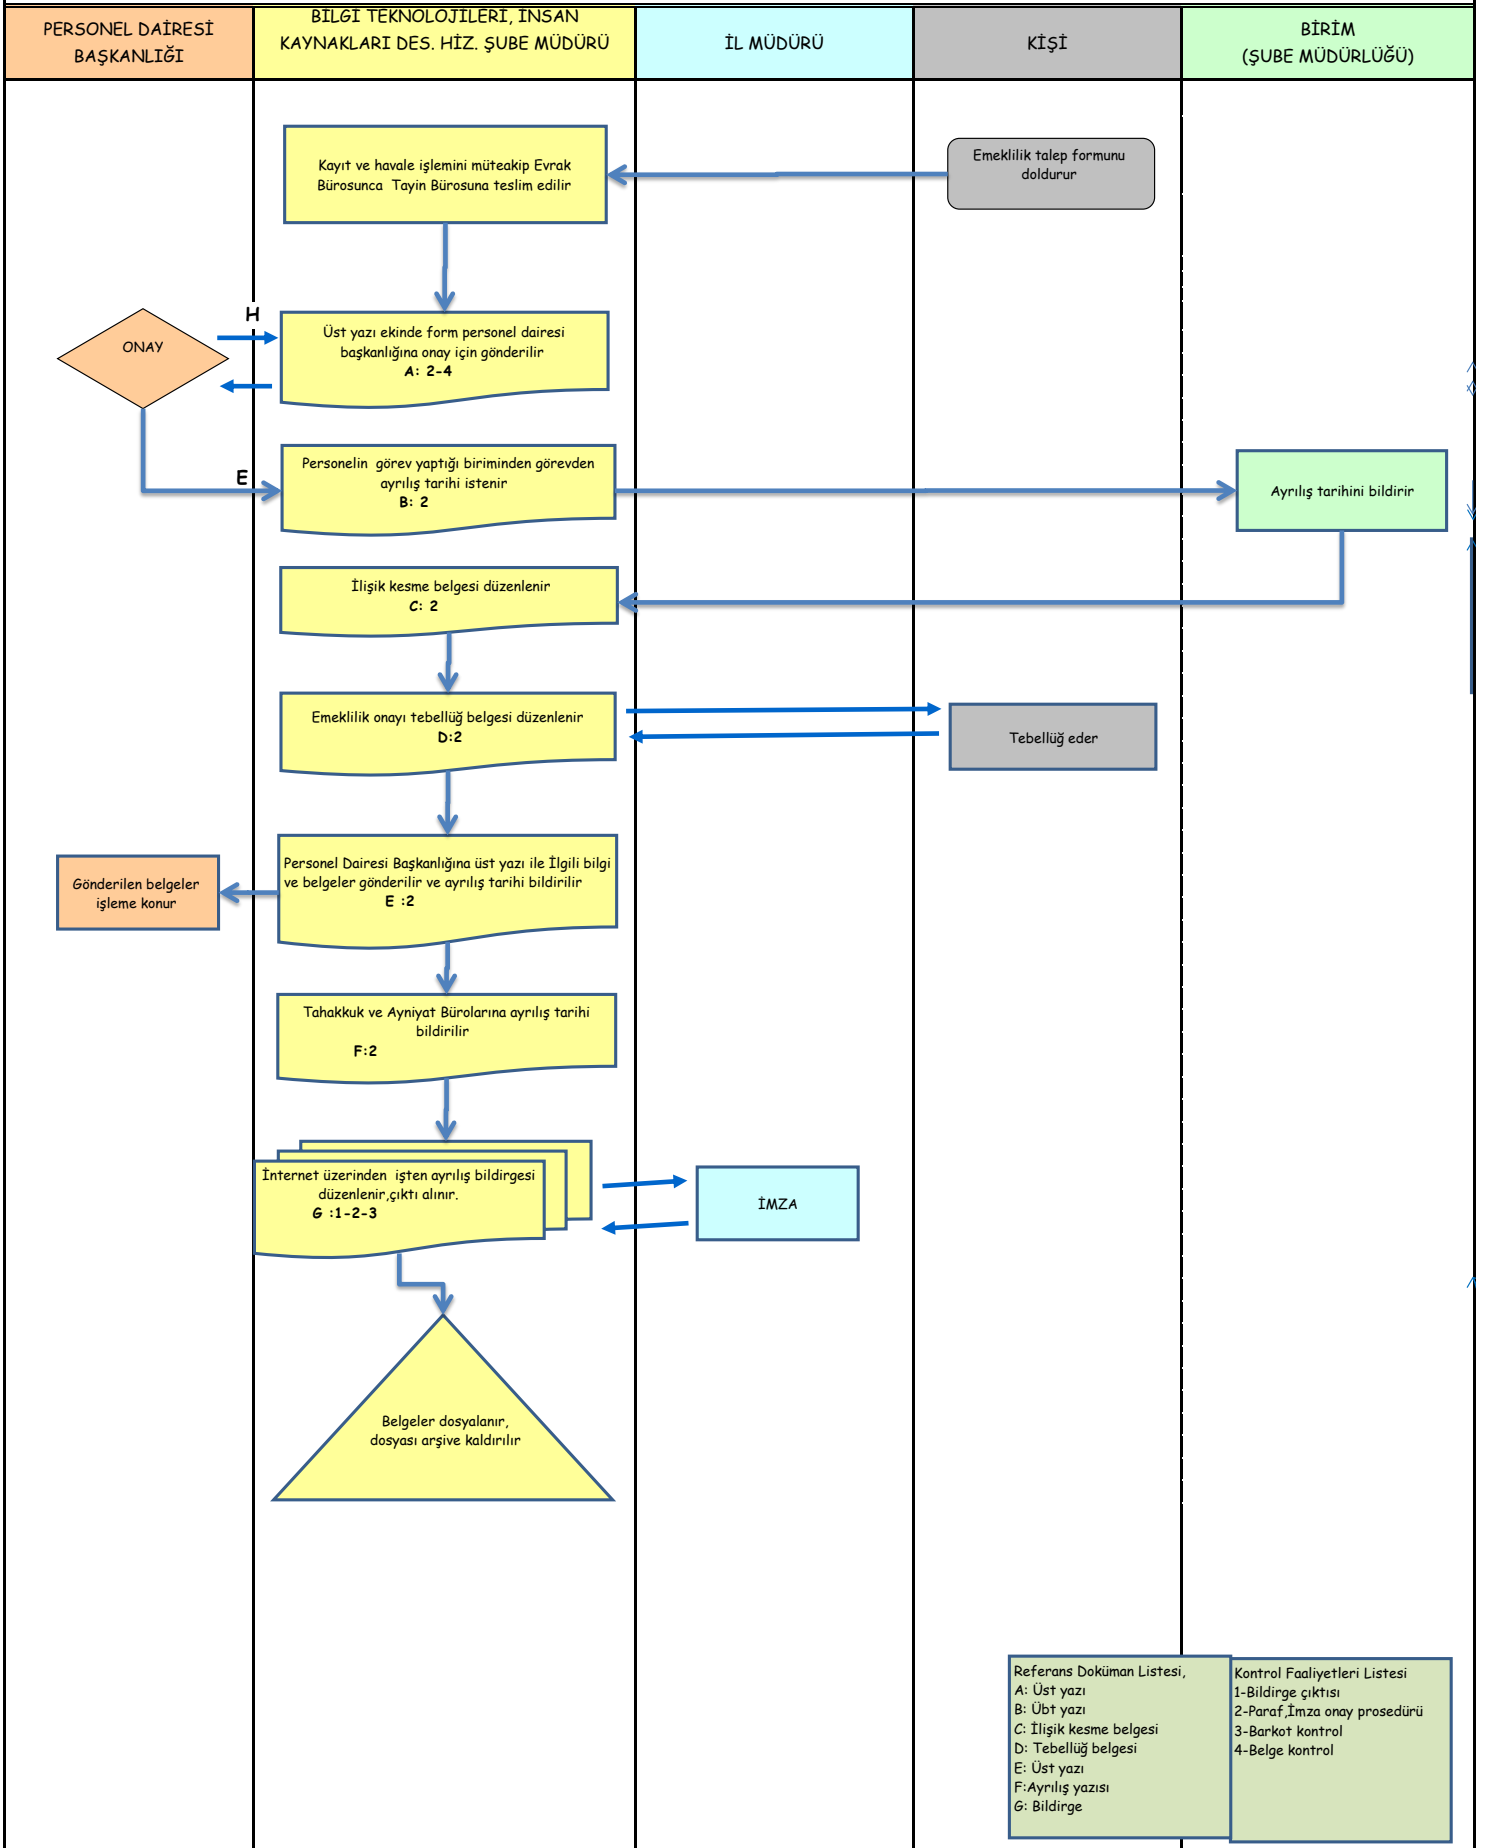 PERSONEL DAİRESİ
BAŞKANLIĞI
BİLGİ TEKNOLOJİLERİ, İNSAN
KAYNAKLARI DES. HİZ. ŞUBE MÜDÜRÜ
İL MÜDÜRÜ
KİŞİ
BİRİM
(ŞUBE MÜDÜRLÜĞÜ)
Kayıt ve havale işlemini müteakip Evrak
Bürosunca Tayin Bürosuna teslim edilir
Emeklilik talep formunu
doldurur
H
ONAY
Üst yazı ekinde form personel dairesi
başkanlığına onay için gönderilir
A: 2-4
E
Personelin görev yaptığı biriminden görevden
ayrılış tarihi istenir
B: 2
Ayrılış tarihini bildirir
İlişik kesme belgesi düzenlenir
C: 2
Emeklilik onayı tebellüğ belgesi düzenlenir
D:2
Tebellüğ eder
Personel Dairesi Başkanlığına üst yazı ile İlgili bilgi
ve belgeler gönderilir ve ayrılış tarihi bildirilir
E :2
Gönderilen belgeler
işleme konur
Tahakkuk ve Ayniyat Bürolarına ayrılış tarihi
bildirilir
F:2
İnternet üzerinden işten ayrılış bildirgesi
düzenlenir,çıktı alınır.
G :1-2-3
İMZA
Belgeler dosyalanır,
dosyası arşive kaldırılır
Referans Doküman Listesi,
A: Üst yazı
B: Übt yazı
C: İlişik kesme belgesi
D: Tebellüğ belgesi
E: Üst yazı
F:Ayrılış yazısı
G: Bildirge
Kontrol Faaliyetleri Listesi
1-Bildirge çıktısı
2-Paraf,İmza onay prosedürü
3-Barkot kontrol
4-Belge kontrol